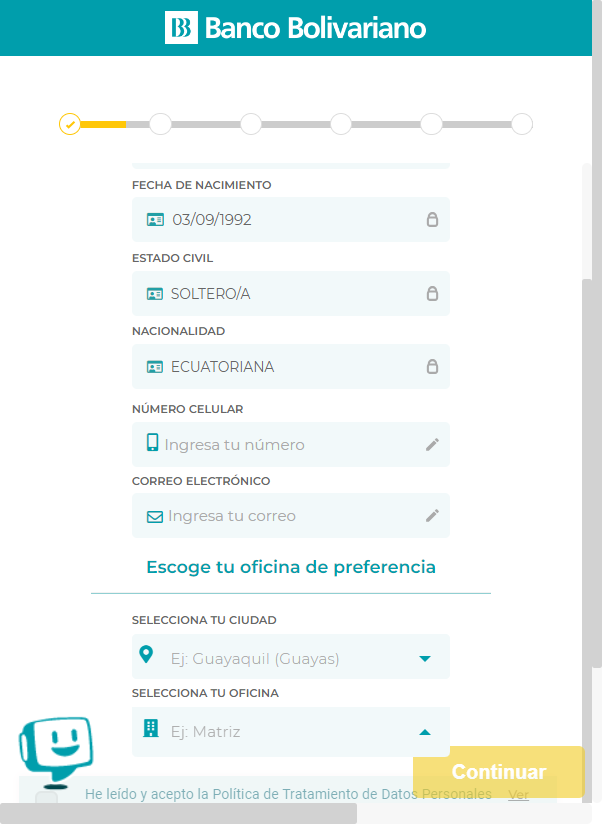 Banco Bolivariano
FECHA DE NACIMIENTO
03/09/1992
ESTADO CIVIL
SOLTERO/A
NACIONALIDAD
ECUATORIANA
NÚMERO CELULAR
Ingresa tu número
CORREO ELECTRÓNICO
Ingresa tu correo
Escoge tu oficina de preferencia
SELECCIONA TU CIUDAD
Ej: Guayaquil (Guayas)
SELECCIONA TU OFICINA
Ej: Matriz
Continuar
He leído y acepto la Política de Tratamiento de Datos Personales Ver